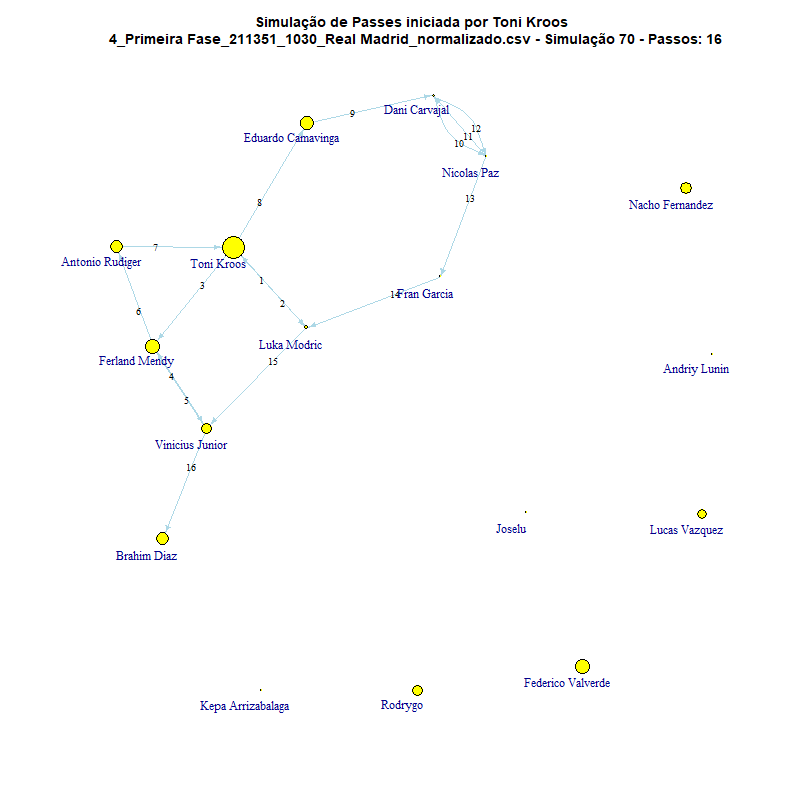 Simulação de Passes iniciada por Toni Kroos
4_Primeira Fase_211351_1030_Real Madrid_normalizado.csv - Simulação 70 - Passos: 16
Dani Carvajal
9
12
11
10
Eduardo Camavinga
Nicolas Paz
Nacho Fernandez
13
8
7
Antonio Rudiger
Toni Kroos
1
3
2
14
Fran Garcia
6
Luka Modric
Ferland Mendy
15
Andriy Lunin
4
5
Vinicius Junior
16
Joselu
Lucas Vazquez
Brahim Diaz
Federico Valverde
Kepa Arrizabalaga
Rodrygo